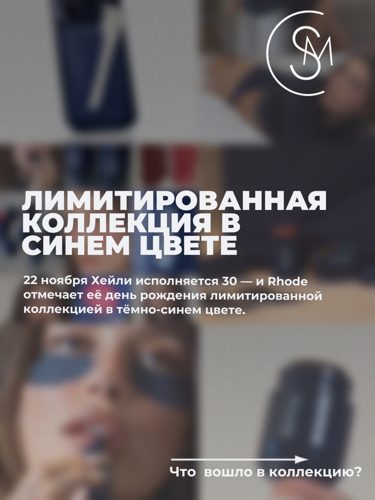 CSM
ЛИМИТИРОВАННАЯ
КОЛЛЕКЦИЯ В
СИНЕМ ЦВЕТЕ
22 ноября Хейли исполняется 30 — и Rhode
отмечает её день рождения лимитированной
коллекцией в тёмно-синем цвете.
Что вошло в коллекцию?